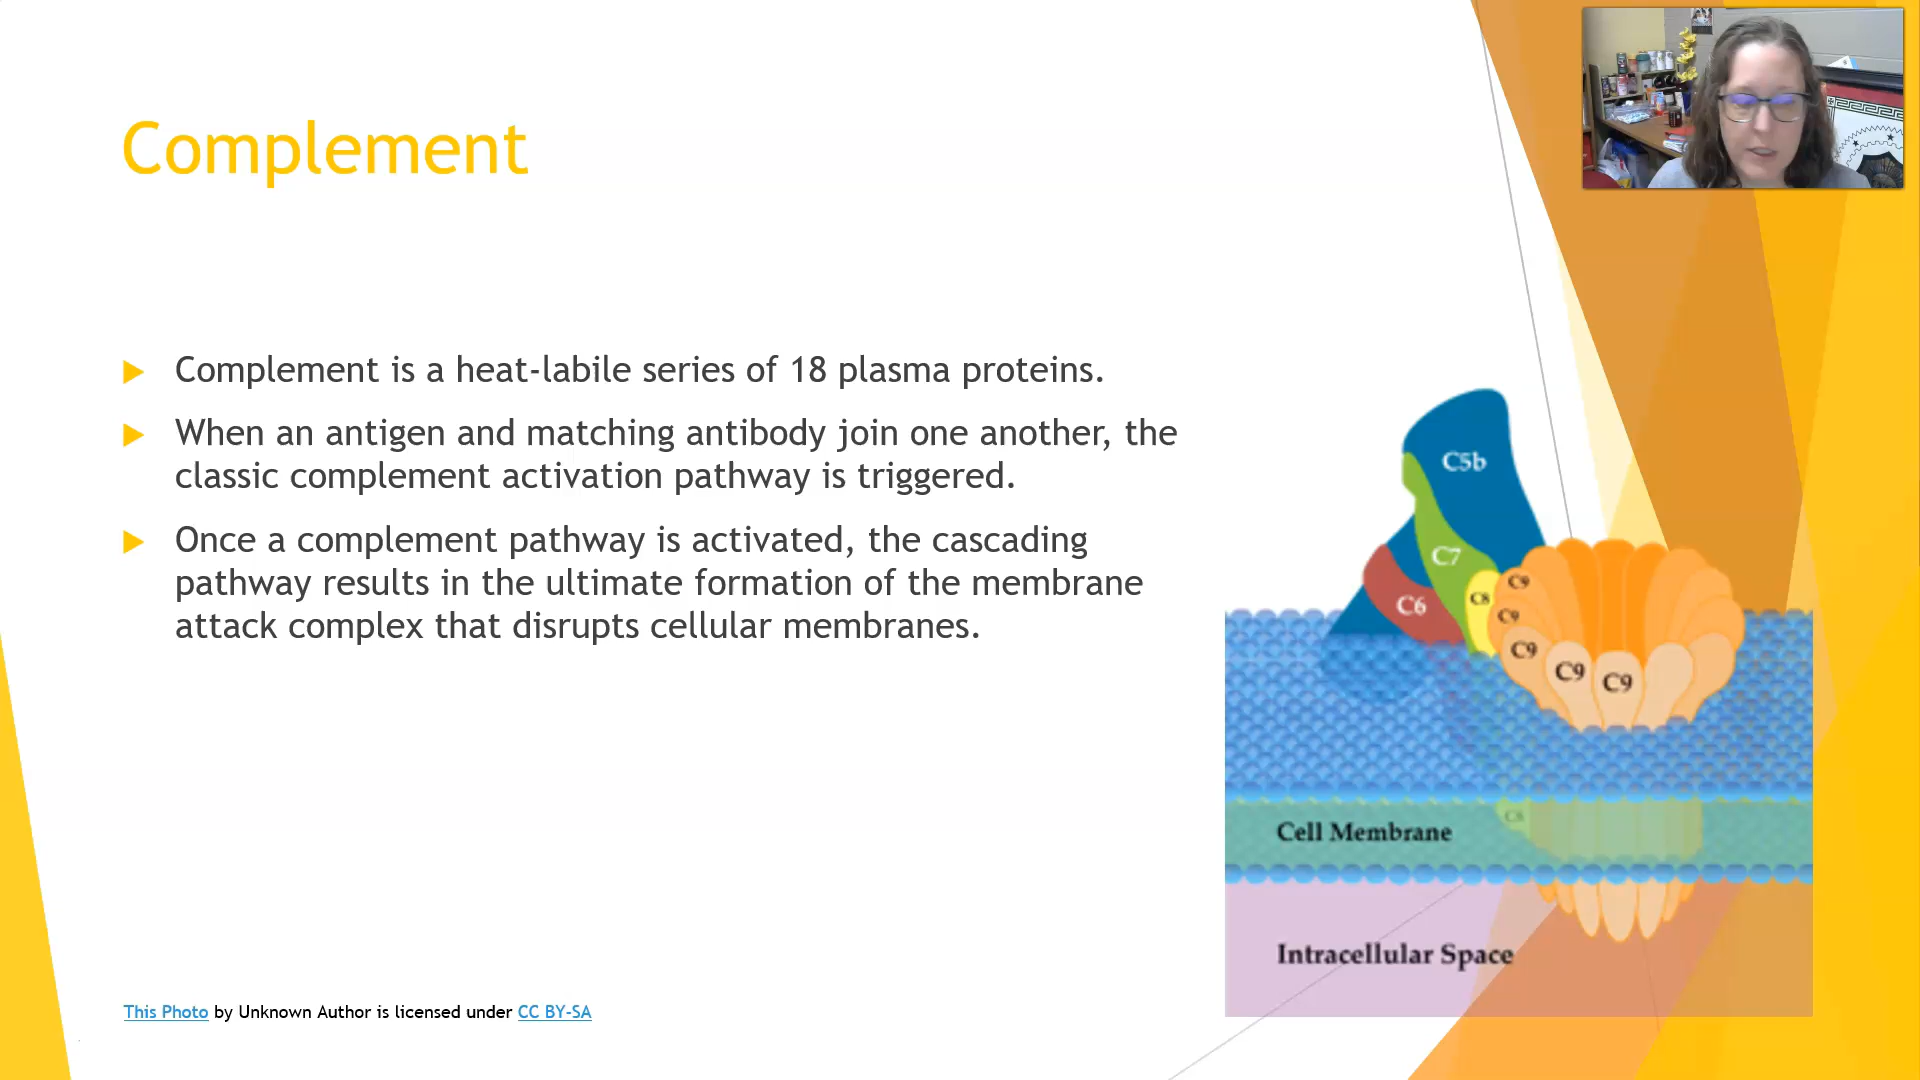 Complement
Complement is a heat-labile series of 18 plasma proteins.
When an antigen and matching antibody join one another, the
classic complement activation pathway is triggered.
Once a complement pathway is activated, the cascading
pathway results in the ultimate formation of the membrane
attack complex that disrupts cellular membranes.
C5b
C7
C6
C8
C9
C9
C9
C9
C9
C8
Cell Membrane
Intracellular Space
This Photo by Unknown Author is licensed under CC BY-SA